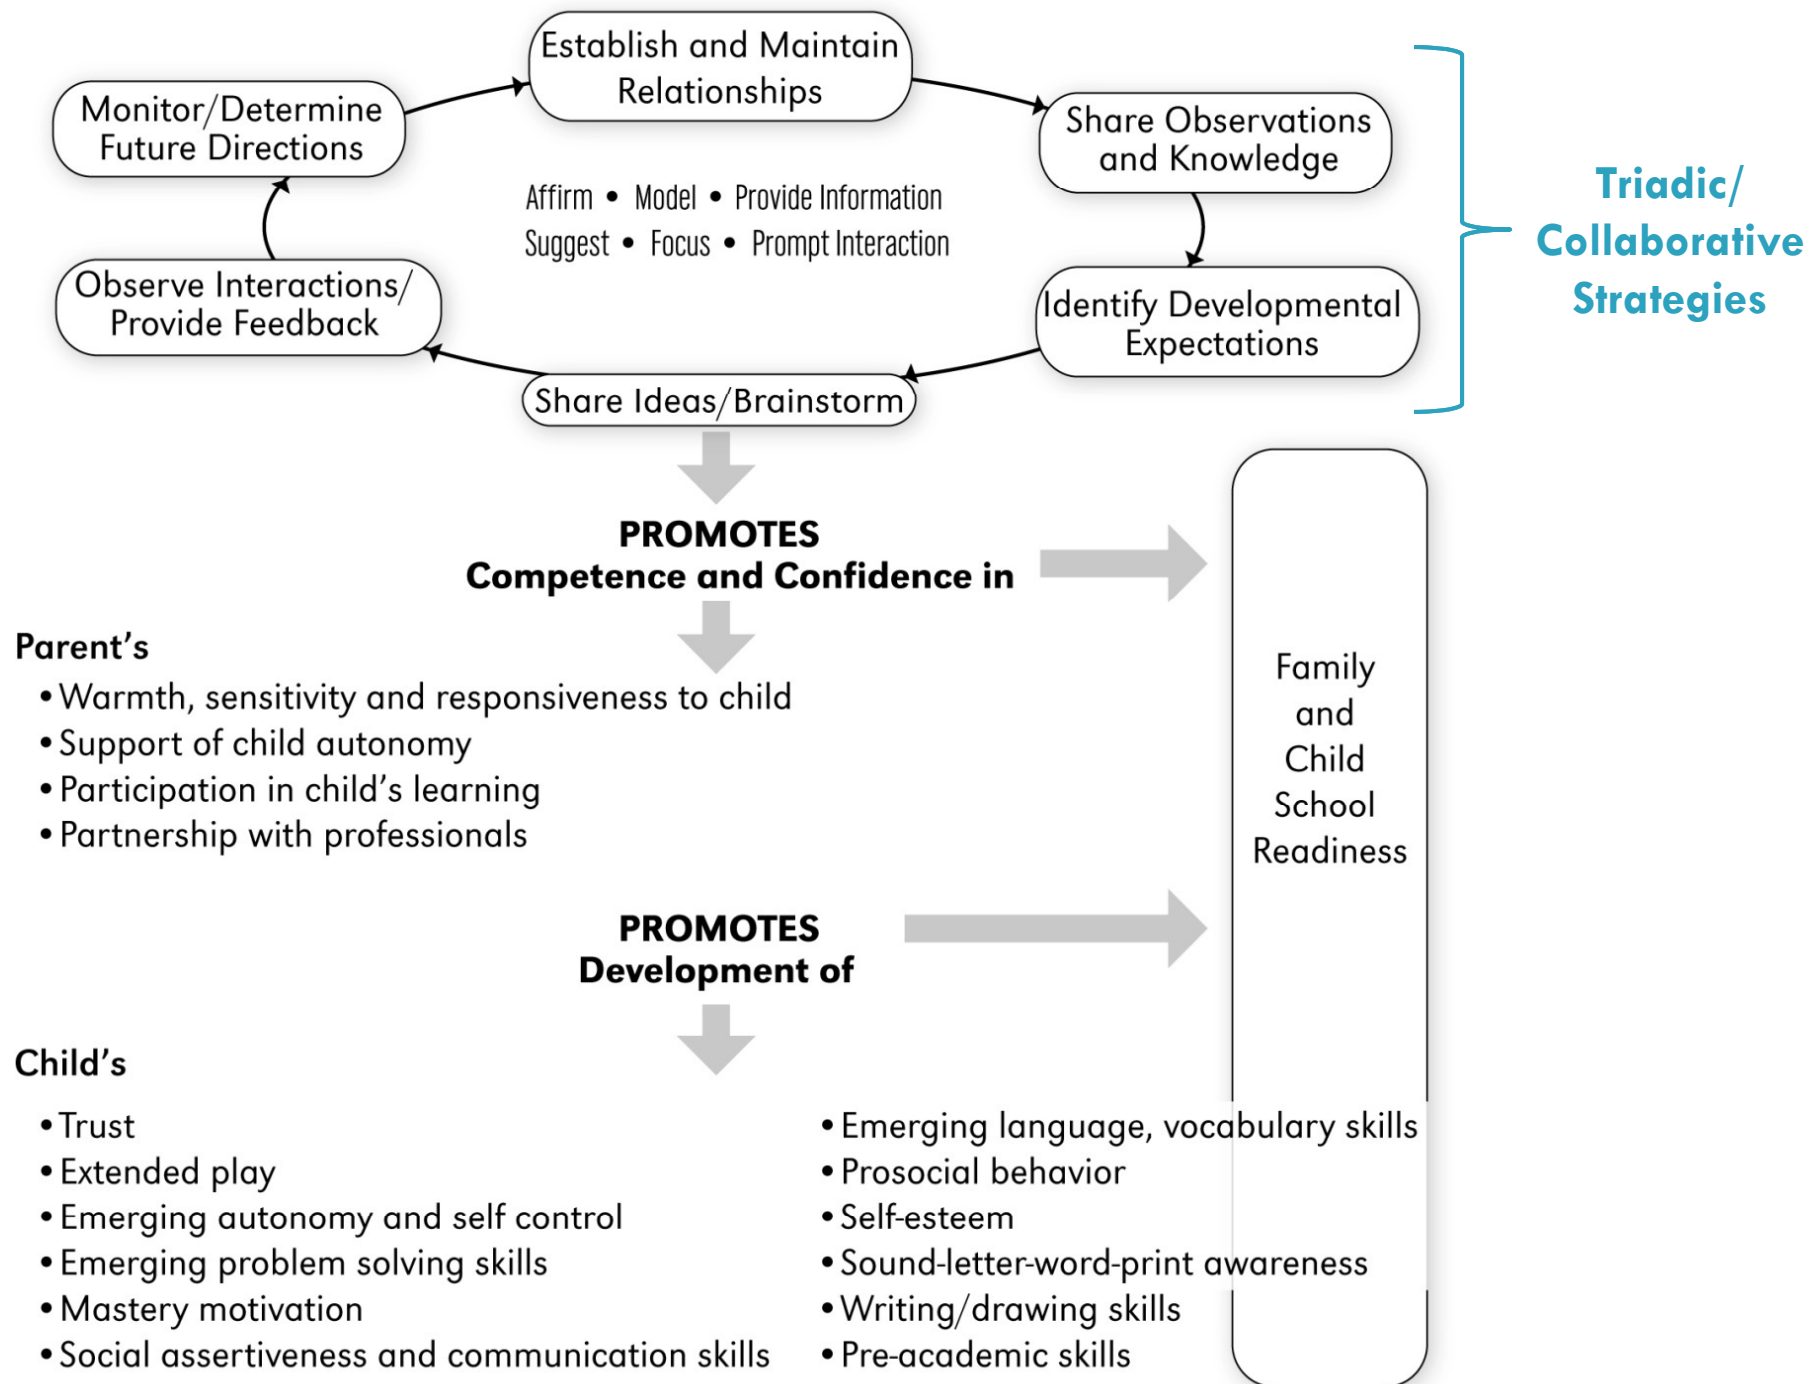 Establish and Maintain
Relationships
Monitor/Determine
Future Directions
Share Observations
and Knowledge
Affirm • Model • Provide Information
Suggest • Focus • Prompt Interaction
Triadic/
Collaborative
Strategies
Observe Interactions/
Provide Feedback
Identify Developmental
Expectations
Share Ideas/Brainstorm
PROMOTES
Competence and Confidence in
Parent’s
• Warmth, sensitivity and responsiveness to child
• Support of child autonomy
• Participation in child’s learning
• Partnership with professionals
Family
and
Child
School
Readiness
PROMOTES
Development of
Child’s
• Trust
• Extended play
• Emerging autonomy and self control
• Emerging problem solving skills
• Mastery motivation
• Social assertiveness and communication skills
• Emerging language, vocabulary skills
• Prosocial behavior
• Self-esteem
• Sound-letter-word-print awareness
• Writing/drawing skills
• Pre-academic skills